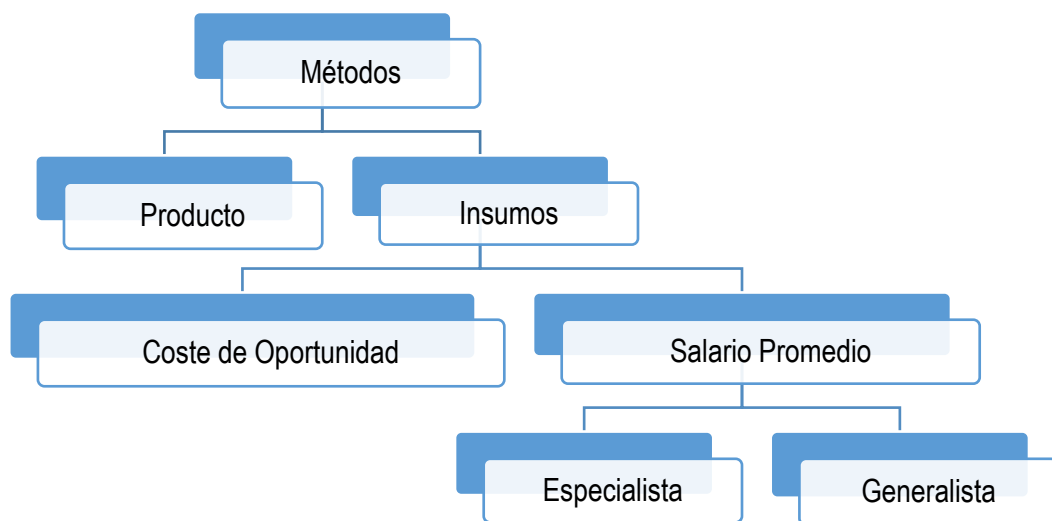 Métodos
Producto
Insumos
Coste de Oportunidad
Salario Promedio
Especialista
Generalista